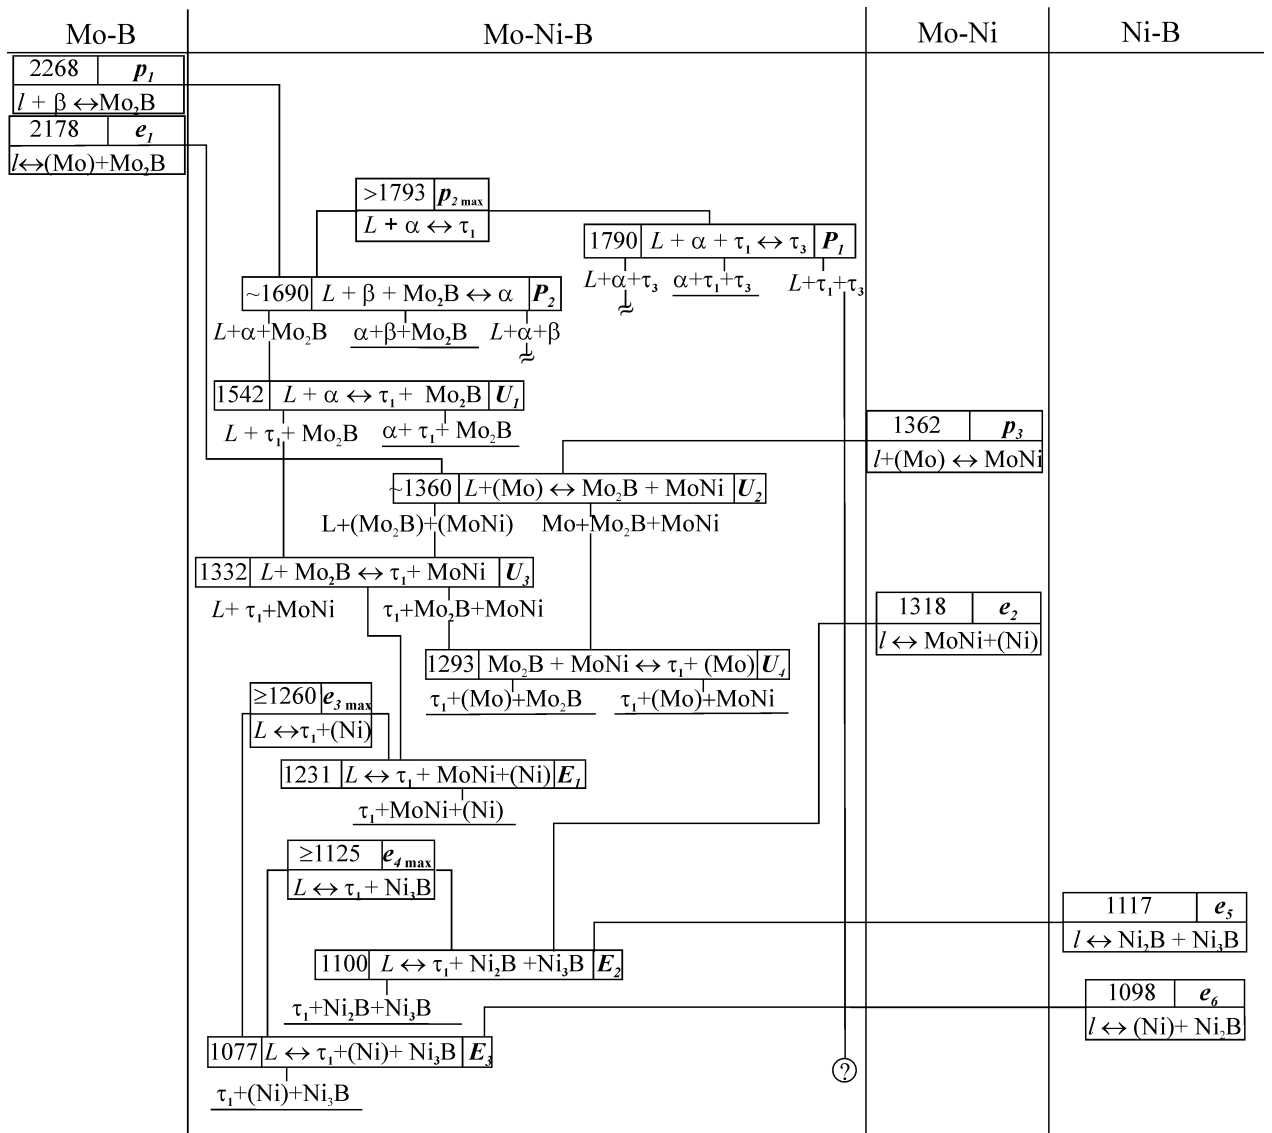 Mo-B Mo-Ni-B Mo-Ni Ni-B
2268 p₁
l + β ↔Mo₂B
2178 e₁
l↔(Mo)+Mo₂B
>1793 p₂ max
L + α ↔ τ₁
1790 L + α + τ₁ ↔ τ₃ P₁
L+α+τ₃ α+τ₁+τ₃ L+τ₁+τ₃
~1690 L + β + Mo₂B ↔ α P₂
L+α+Mo₂B α+β+Mo₂B L+α+β
1542 L + α ↔ τ₁ + Mo₂B U₁
L + τ₁+ Mo₂B α+ τ₁+ Mo₂B
1362 p₃
l+(Mo) ↔ MoNi
~1360 L+(Mo) ↔ Mo₂B + MoNi U₂
L+(Mo₂B)+(MoNi) Mo+Mo₂B+MoNi
1332 L+ Mo₂B ↔ τ₁+ MoNi U₃
L+ τ₁+MoNi τ₁+Mo₂B+MoNi
1318 e₂
l ↔ MoNi+(Ni)
1293 Mo₂B + MoNi ↔ τ₁+ (Mo) U₄
τ₁+(Mo)+Mo₂B τ₁+(Mo)+MoNi
≥1260 e₃ max
L ↔τ₁+(Ni)
1231 L ↔ τ₁ + MoNi+(Ni) E₁
τ₁+MoNi+(Ni)
≥1125 e₄ max
L ↔ τ₁ + Ni₃B
1117 e₅
l ↔ Ni₂B + Ni₃B
1100 L ↔ τ₁+ Ni₂B +Ni₃B E₂
τ₁+Ni₂B+Ni₃B
1098 e₆
l ↔ (Ni)+ Ni₂B
1077 L ↔ τ₁+(Ni)+ Ni₃B E₃
τ₁+(Ni)+Ni₃B
?